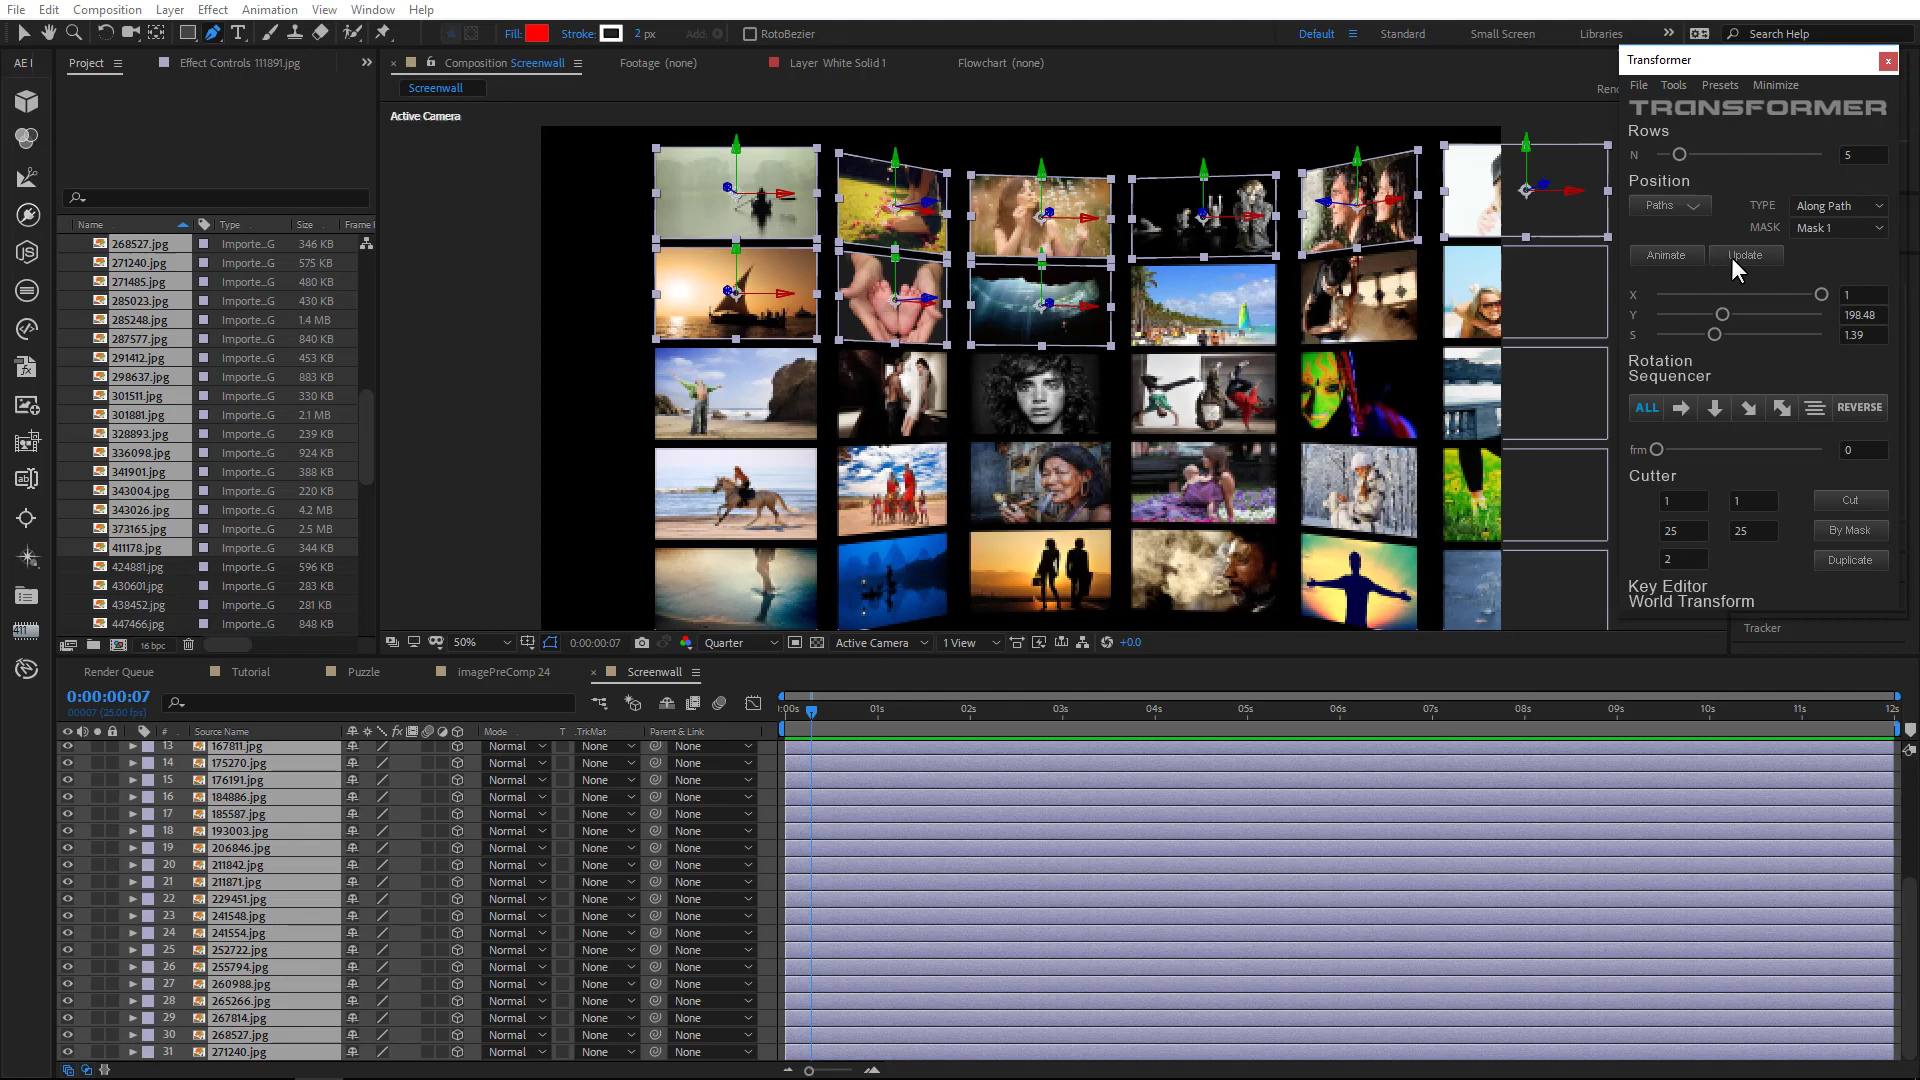 File Edit Composition Layer Effect Animation View Window Help
Fill: Stroke: 2 px Add: RotoBezier Default Standard Small Screen Libraries Search Help
AE Project Effect Controls 111891.jpg
Composition Screenwall Footage (none) Layer White Solid 1 Flowchart (none)
Screenwall
Active Camera
Name Type Size Frame
268527.jpg Importe...G 346 KB
271240.jpg Importe...G 575 KB
271485.jpg Importe...G 480 KB
285023.jpg Importe...G 430 KB
285248.jpg Importe...G 1.4 MB
287577.jpg Importe...G 840 KB
291412.jpg Importe...G 453 KB
298637.jpg Importe...G 883 KB
301511.jpg Importe...G 330 KB
301881.jpg Importe...G 2.1 MB
328893.jpg Importe...G 239 KB
336098.jpg Importe...G 924 KB
341901.jpg Importe...G 388 KB
343004.jpg Importe...G 220 KB
343026.jpg Importe...G 4.2 MB
373165.jpg Importe...G 2.5 MB
411178.jpg Importe...G 344 KB
424881.jpg Importe...G 596 KB
430601.jpg Importe...G 283 KB
438452.jpg Importe...G 281 KB
447466.jpg Importe...G 848 KB
16 bpc
50% 0:00:00:07 Quarter Active Camera 1 View +0.0
Transformer
File Tools Presets Minimize
TRANSFORMER
Rows
N 5
Position
Paths TYPE Along Path
MASK Mask 1
Animate Update
X 1
Y 198.48
S 1.39
Rotation
Sequencer
ALL REVERSE
frm 0
Cutter
1 1 Cut
25 25 By Mask
2 Duplicate
Key Editor
World Transform
Tracker
Render Queue Tutorial Puzzle imagePreComp 24 Screenwall
0:00:00:07
00007 (25.00 fps)
:00s 01s 02s 03s 04s 05s 06s 07s 08s 09s 10s 11s 12s
# Source Name fx Mode T .TrkMat Parent & Link
13 167811.jpg Normal None None
14 175270.jpg Normal None None
15 176191.jpg Normal None None
16 184886.jpg Normal None None
17 185587.jpg Normal None None
18 193003.jpg Normal None None
19 206846.jpg Normal None None
20 211842.jpg Normal None None
21 211871.jpg Normal None None
22 229451.jpg Normal None None
23 241548.jpg Normal None None
24 241554.jpg Normal None None
25 252722.jpg Normal None None
26 255794.jpg Normal None None
27 260988.jpg Normal None None
28 265266.jpg Normal None None
29 267814.jpg Normal None None
30 268527.jpg Normal None None
31 271240.jpg Normal None None